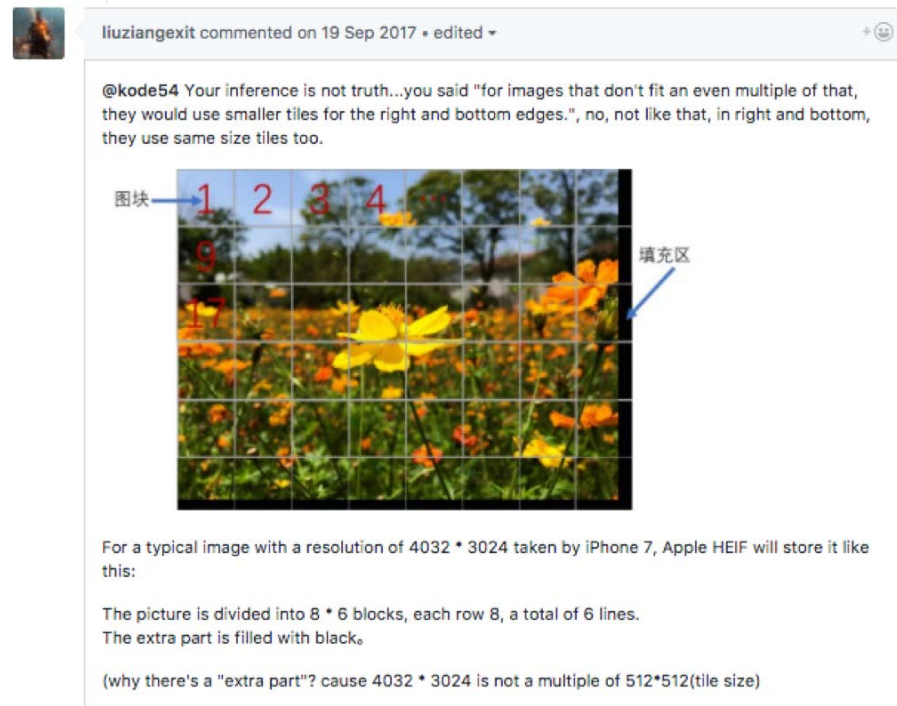 liuziangexit commented on 19 Sep 2017 • edited
@kode54 Your inference is not truth...you said "for images that don't fit an even multiple of that,
they would use smaller tiles for the right and bottom edges.", no, not like that, in right and bottom,
they use same size tiles too.
图块
1 2 3 4 ...
9
填充区
17
For a typical image with a resolution of 4032 * 3024 taken by iPhone 7, Apple HEIF will store it like
this:
The picture is divided into 8 * 6 blocks, each row 8, a total of 6 lines.
The extra part is filled with black。
(why there's a "extra part"? cause 4032 * 3024 is not a multiple of 512*512(tile size)